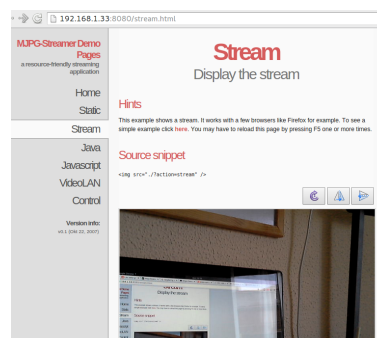 192.168.1.33:8080/stream.html
MJPG-Streamer Demo
Pages
a resource-friendly streaming
application
Home
Static
Stream
Java
Javascript
VideoLAN
Control
Version info:
v0.1 (Okt 22, 2007)
Stream
Display the stream
Hints
This example shows a stream. It works with a few browsers like Firefox for example. To see a
simple example click here. You may have to reload this page by pressing F5 one or more times.
Source snippet
<img src="./?action=stream" />
Display the stream